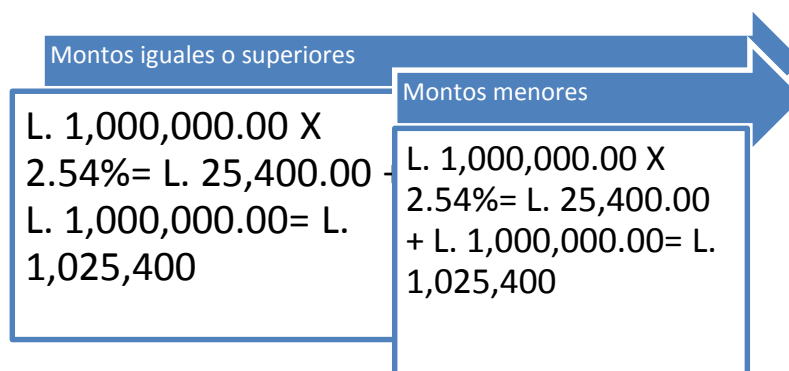 Montos iguales o superiores
L. 1,000,000.00 X
2.54%= L. 25,400.00 +
L. 1,000,000.00= L.
1,025,400
Montos menores
L. 1,000,000.00 X
2.54%= L. 25,400.00
+ L. 1,000,000.00= L.
1,025,400